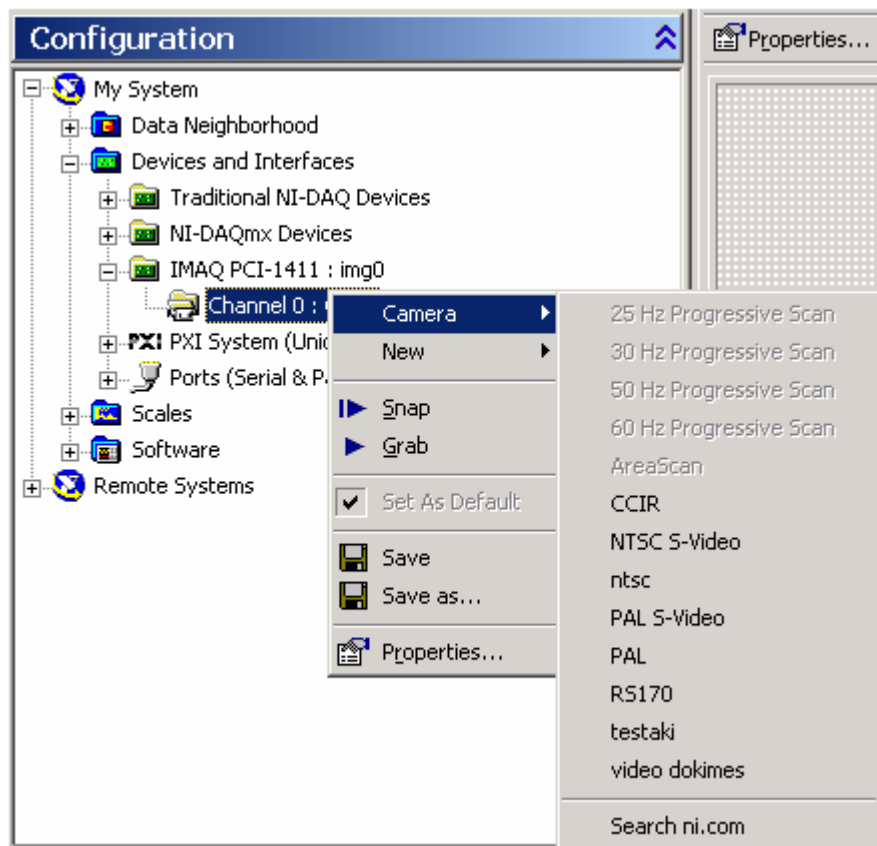 Configuration
Properties...
My System
Data Neighborhood
Devices and Interfaces
Traditional NI-DAQ Devices
NI-DAQmx Devices
IMAQ PCI-1411 : img0
Channel 0 :
PXI PXI System
Ports (Serial &
Scales
Software
Remote Systems
Camera
New
Snap
Grab
Set As Default
Save
Save as...
Properties...
25 Hz Progressive Scan
30 Hz Progressive Scan
50 Hz Progressive Scan
60 Hz Progressive Scan
AreaScan
CCIR
NTSC S-Video
ntsc
PAL S-Video
PAL
RS170
testaki
video dokimes
Search ni.com